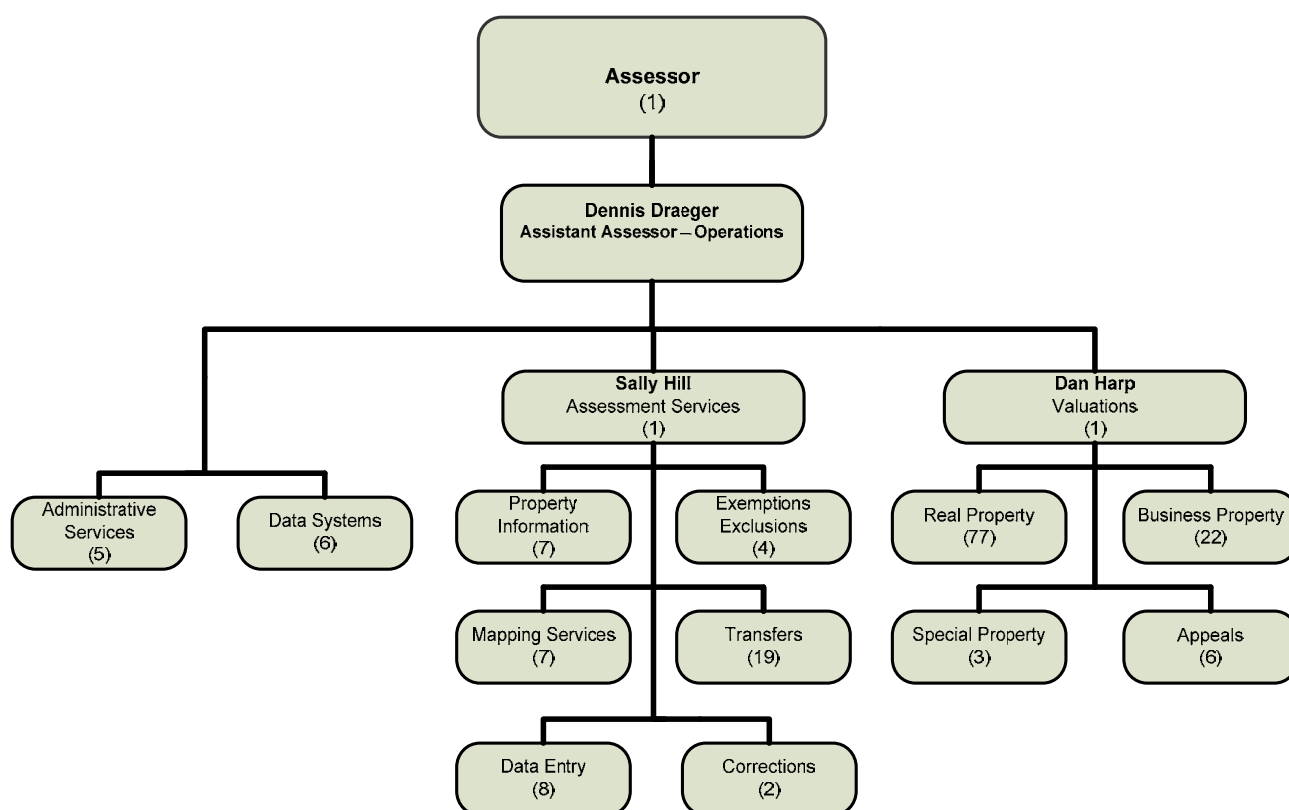 Assessor
(1)
Dennis Draeger
Assistant Assessor – Operations
Sally Hill
Assessment Services
(1)
Dan Harp
Valuations
(1)
Administrative
Services
(5)
Data Systems
(6)
Property
Information
(7)
Exemptions
Exclusions
(4)
Real Property
(77)
Business Property
(22)
Mapping Services
(7)
Transfers
(19)
Special Property
(3)
Appeals
(6)
Data Entry
(8)
Corrections
(2)